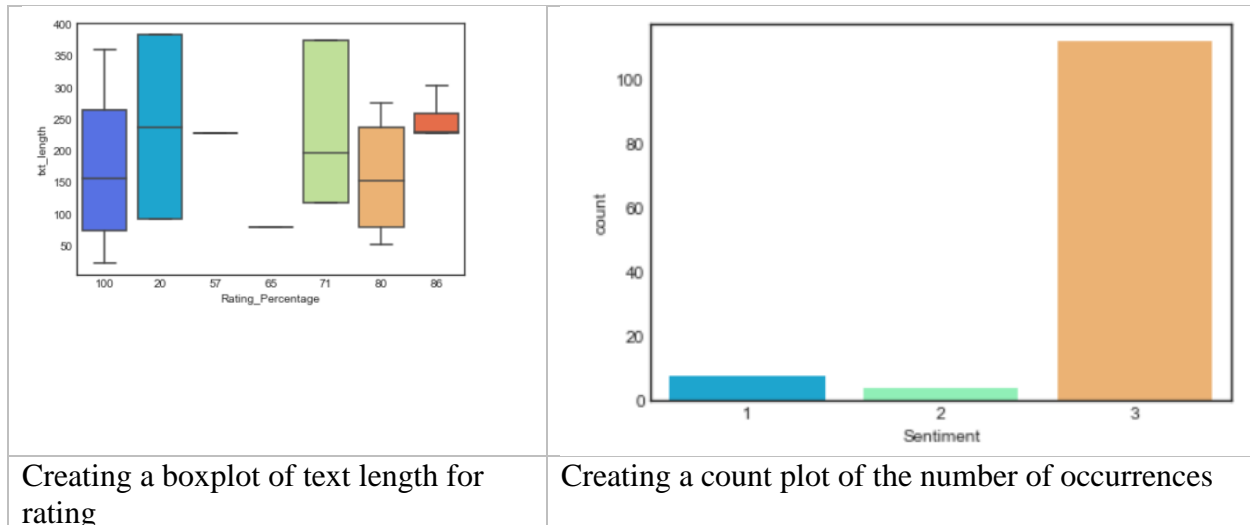 400
350
300
250
200
150
100
50
txt_length
100 20 57 65 71 80 86
Rating_Percentage
100
80
60
40
20
0
count
1 2 3
Sentiment
Creating a boxplot of text length for
rating
Creating a count plot of the number of occurrences